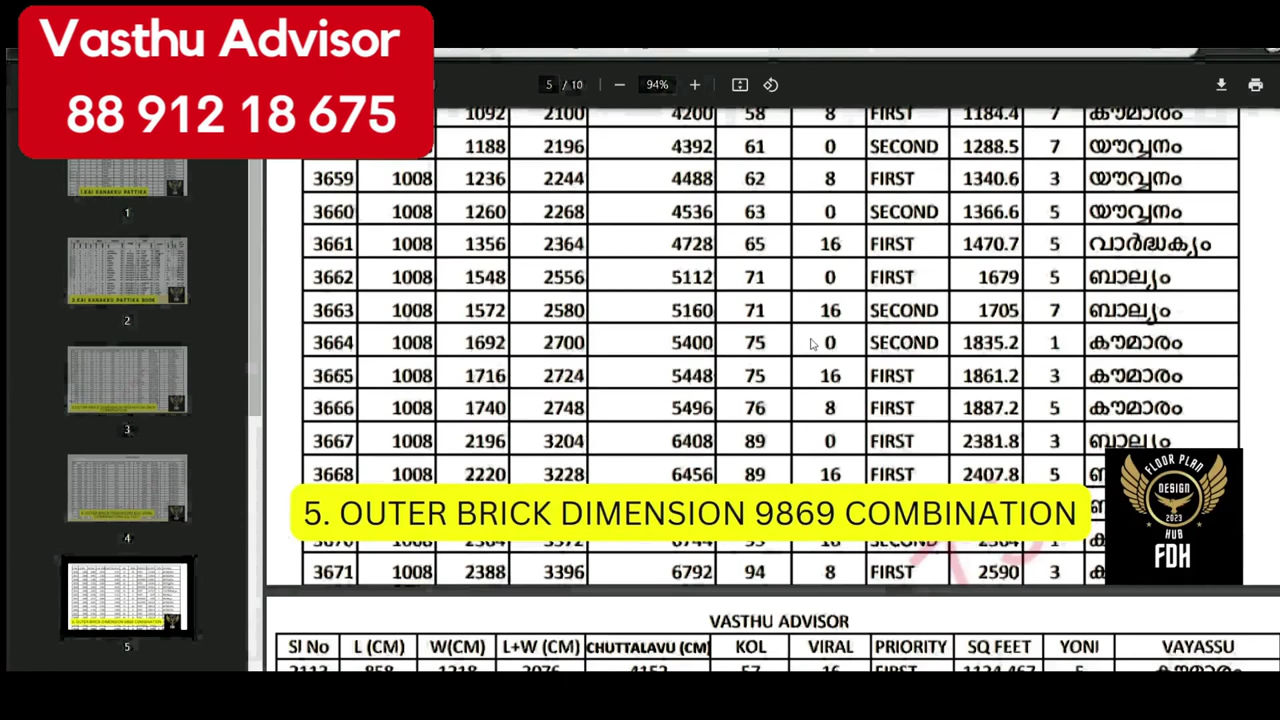 Vasthu Advisor
88 912 18 675
5 / 10 94%
1092 2100 4200 58 8 FIRST 1184.4 7 കൗമാരം
1188 2196 4392 61 0 SECOND 1288.5 7 യൗവ്വനം
3659 1008 1236 2244 4488 62 8 FIRST 1340.6 3 യൗവ്വനം
3660 1008 1260 2268 4536 63 0 SECOND 1366.6 5 യൗവ്വനം
3661 1008 1356 2364 4728 65 16 FIRST 1470.7 5 വാർദ്ധക്യം
3662 1008 1548 2556 5112 71 0 FIRST 1679 5 ബാല്യം
3663 1008 1572 2580 5160 71 16 SECOND 1705 7 ബാല്യം
3664 1008 1692 2700 5400 75 0 SECOND 1835.2 1 കൗമാരം
3665 1008 1716 2724 5448 75 16 FIRST 1861.2 3 കൗമാരം
3666 1008 1740 2748 5496 76 8 FIRST 1887.2 5 കൗമാരം
3667 1008 2196 3204 6408 89 0 FIRST 2381.8 3 ബാല്യം
3668 1008 2220 3228 6456 89 16 FIRST 2407.8 5
5. OUTER BRICK DIMENSION 9869 COMBINATION
3671 1008 2388 3396 6792 94 8 FIRST 2590 3
FLOOR PLAN
DESIGN
2023
HUB
FDH
VASTHU ADVISOR
Sl No L (CM) W(CM) L+W (CM) CHUTTALAVU (CM) KOL VIRAL PRIORITY SQ FEET YONI VAYASSU
1
2
3
4
5